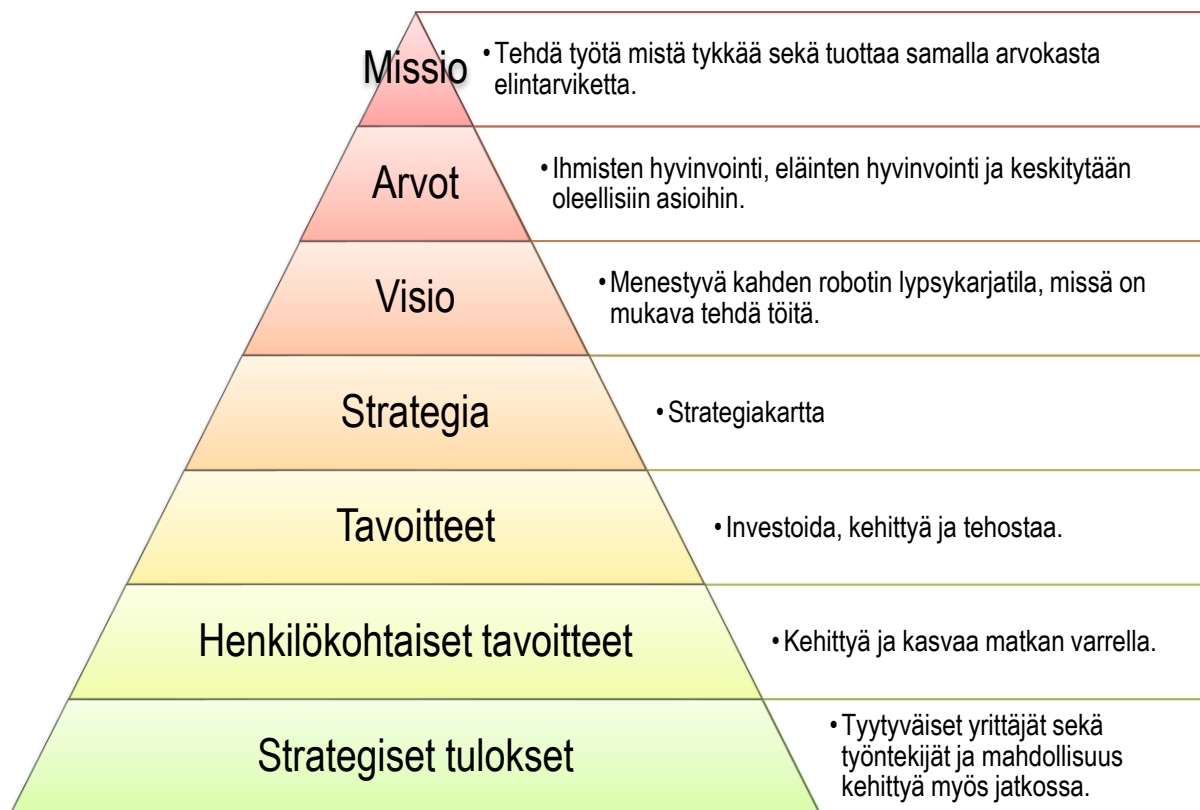 Missio
• Tehdä työtä mistä tykkää sekä tuottaa samalla arvokasta
elintarviketta.
Arvot
• Ihmisten hyvinvointi, eläinten hyvinvointi ja keskitytään
oleellisiin asioihin.
Visio
• Menestyvä kahden robotin lypsykarjatila, missä on
mukava tehdä töitä.
Strategia
• Strategiakartta
Tavoitteet
• Investoida, kehittyä ja tehostaa.
Henkilökohtaiset tavoitteet
• Kehittyä ja kasvaa matkan varrella.
Strategiset tulokset
• Tyytyväiset yrittäjät sekä
työntekijät ja mahdollisuus
kehittyä myös jatkossa.